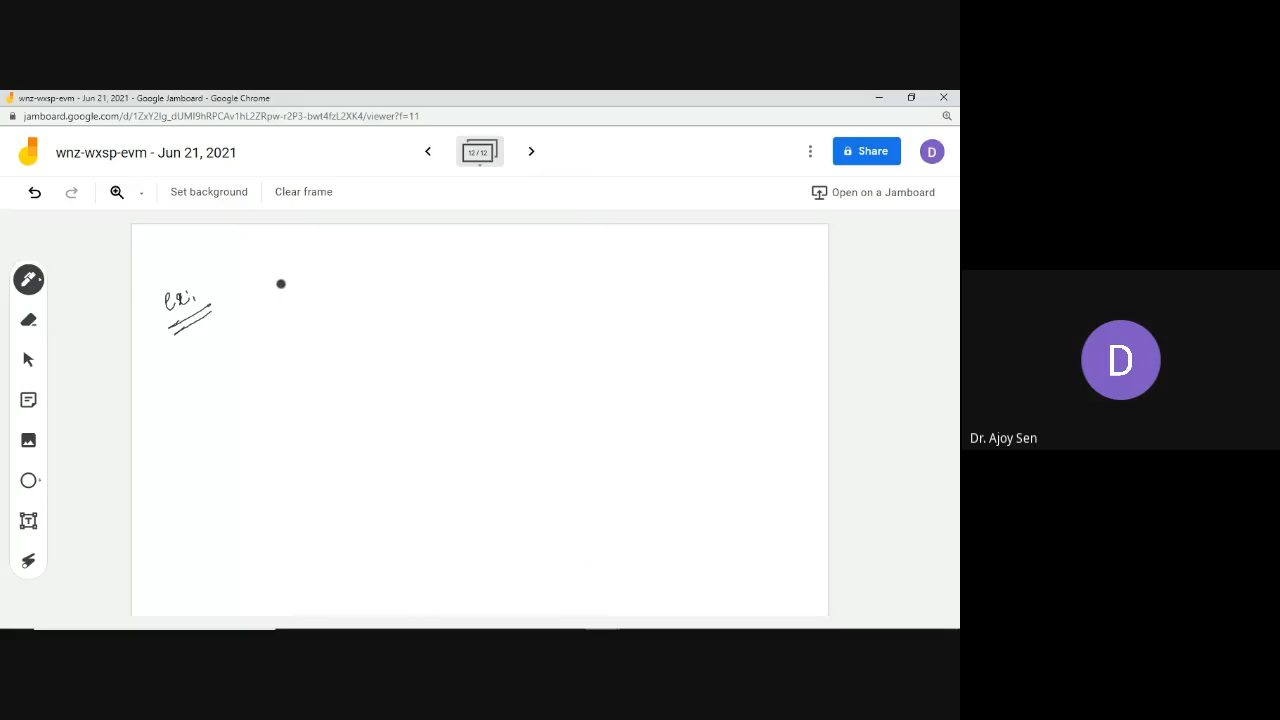 wnz-wxsp-evm - Jun 21, 2021 - Google Jamboard - Google Chrome
jamboard.google.com/d/1ZxY2lg_dUMI9hRPCAv1hL2ZRpw-r2P3-bwt4fzL2XK4/viewer?f=11
wnz-wxsp-evm - Jun 21, 2021
12 / 12
Share
D
Set background
Clear frame
Open on a Jamboard
ex:
D
Dr. Ajoy Sen